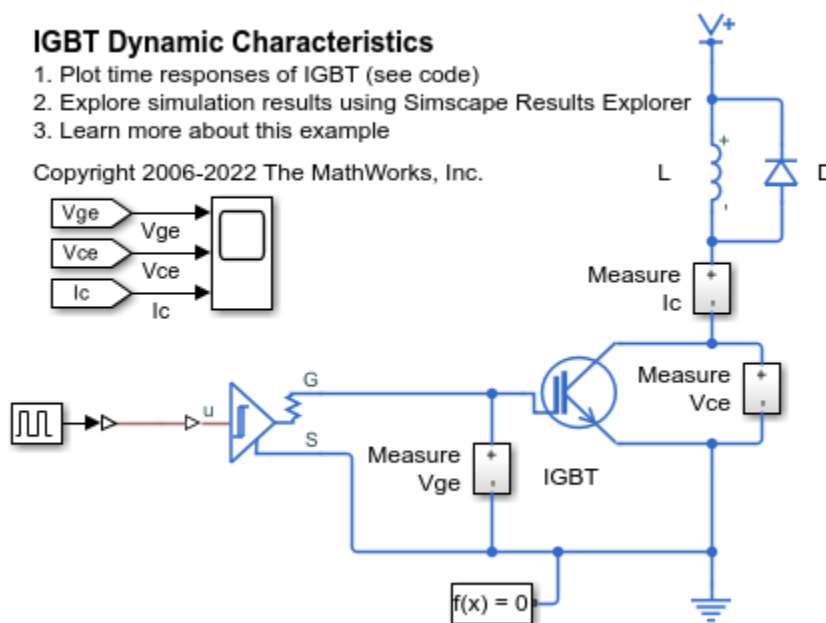 IGBT Dynamic Characteristics
1. Plot time responses of IGBT (see code)
2. Explore simulation results using Simscape Results Explorer
3. Learn more about this example
Copyright 2006-2022 The MathWorks, Inc.
V+
+
L
D
-
Vge
Vge
Vce
Vce
Ic
Ic
Measure
Ic
+
-
G
u
S
Measure
Vce
+
-
Measure
Vge
+
-
IGBT
f(x) = 0